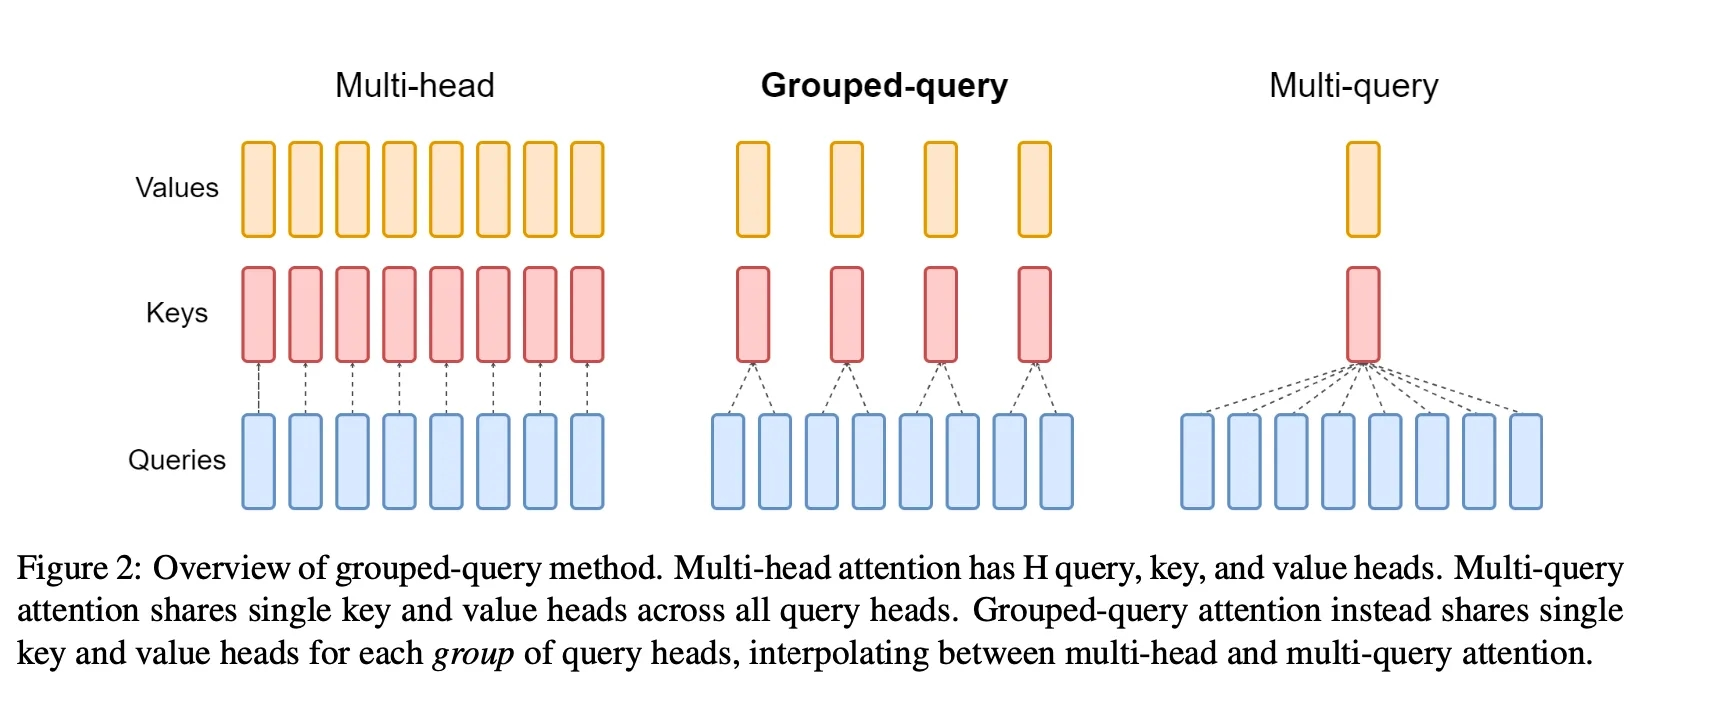 Multi-head
Grouped-query
Multi-query
Values
Keys
Queries
Figure 2: Overview of grouped-query method. Multi-head attention has H query, key, and value heads. Multi-query
attention shares single key and value heads across all query heads. Grouped-query attention instead shares single
key and value heads for each group of query heads, interpolating between multi-head and multi-query attention.